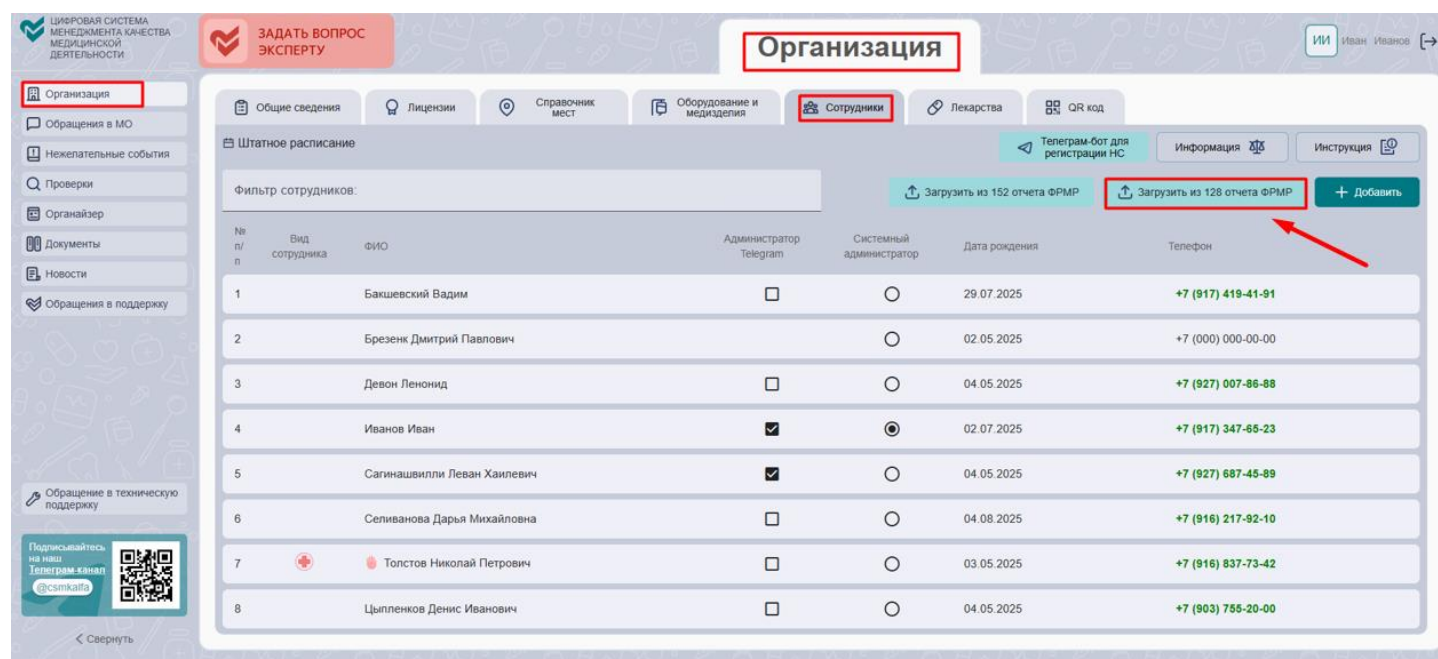 ЦИФРОВАЯ СИСТЕМА
МЕНЕДЖМЕНТА КАЧЕСТВА
МЕДИЦИНСКОЙ
ДЕЯТЕЛЬНОСТИ
ЗАДАТЬ ВОПРОС
ЭКСПЕРТУ
Организация
ИИ Иван Иванов
Организация
Обращения в МО
Нежелательные события
Проверки
Органайзер
Документы
Новости
Обращения в поддержку
Обращение в техническую
поддержку
Подписывайтесь
на наш
Телеграм-канал
@csmkalfa
Свернуть
Общие сведения
Лицензии
Справочник
мест
Оборудование и
медизделия
Сотрудники
Лекарства
QR код
Штатное расписание
Телеграм-бот для
регистрации НС
Информация
Инструкция
Фильтр сотрудников:
Загрузить из 152 отчета ФРМР
Загрузить из 128 отчета ФРМР
+ Добавить
№
п/
п
Вид
сотрудника
ФИО
Администратор
Telegram
Системный
администратор
Дата рождения
Телефон
1 Бакшевский Вадим 29.07.2025 +7 (917) 419-41-91
2 Брезенк Дмитрий Павлович 02.05.2025 +7 (000) 000-00-00
3 Девон Ленонид 04.05.2025 +7 (927) 007-86-88
4 Иванов Иван 02.07.2025 +7 (917) 347-65-23
5 Сагинашвилли Леван Хаилевич 04.05.2025 +7 (927) 687-45-89
6 Селиванова Дарья Михайловна 04.08.2025 +7 (916) 217-92-10
7 Толстов Николай Петрович 03.05.2025 +7 (916) 837-73-42
8 Цыпленков Денис Иванович 04.05.2025 +7 (903) 755-20-00